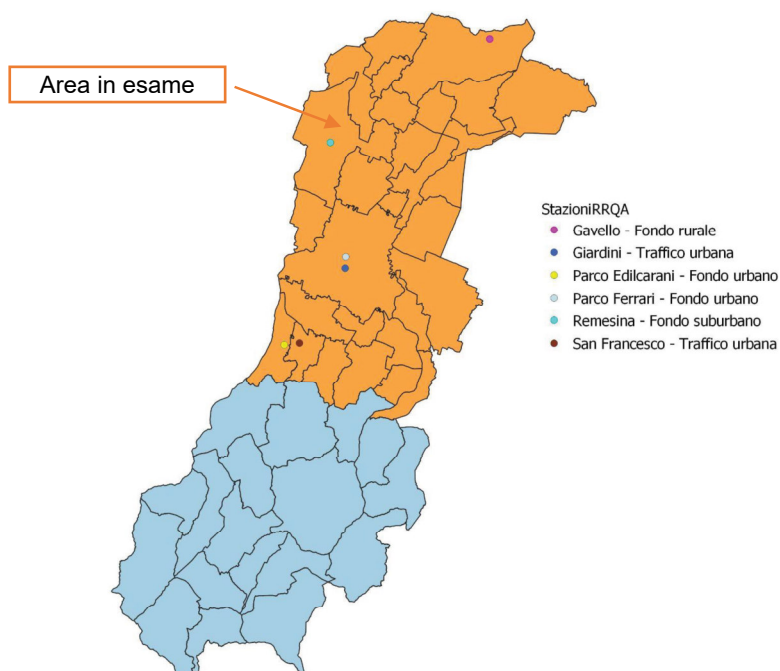 Area in esame
StazioniRRQA
Gavello - Fondo rurale
Giardini - Traffico urbana
Parco Edilcarani - Fondo urbano
Parco Ferrari - Fondo urbano
Remesina - Fondo suburbano
San Francesco - Traffico urbana